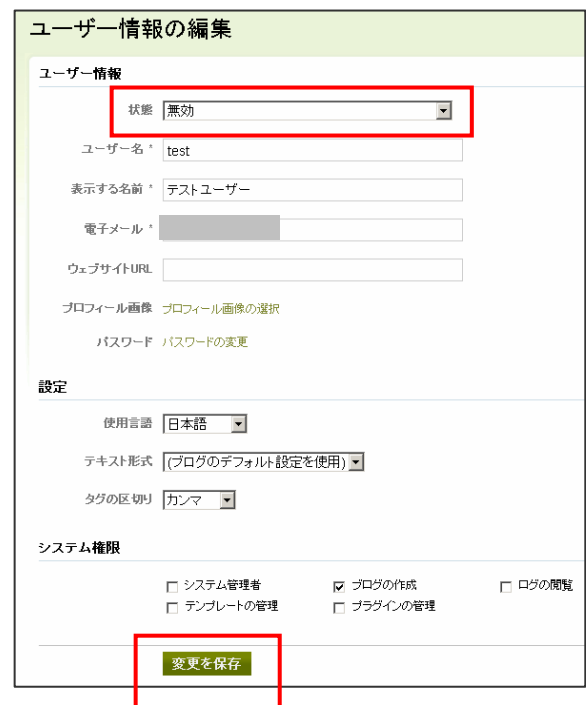 ユーザー情報の編集
ユーザー情報
状態 無効
ユーザー名 * test
表示する名前 * テストユーザー
電子メール *
ウェブサイトURL
プロフィール画像 プロフィール画像の選択
パスワード パスワードの変更
設定
使用言語 日本語
テキスト形式 (ブログのデフォルト設定を使用)
タグの区切り カンマ
システム権限
システム管理者 ブログの作成 ログの閲覧
テンプレートの管理 プラグインの管理
変更を保存